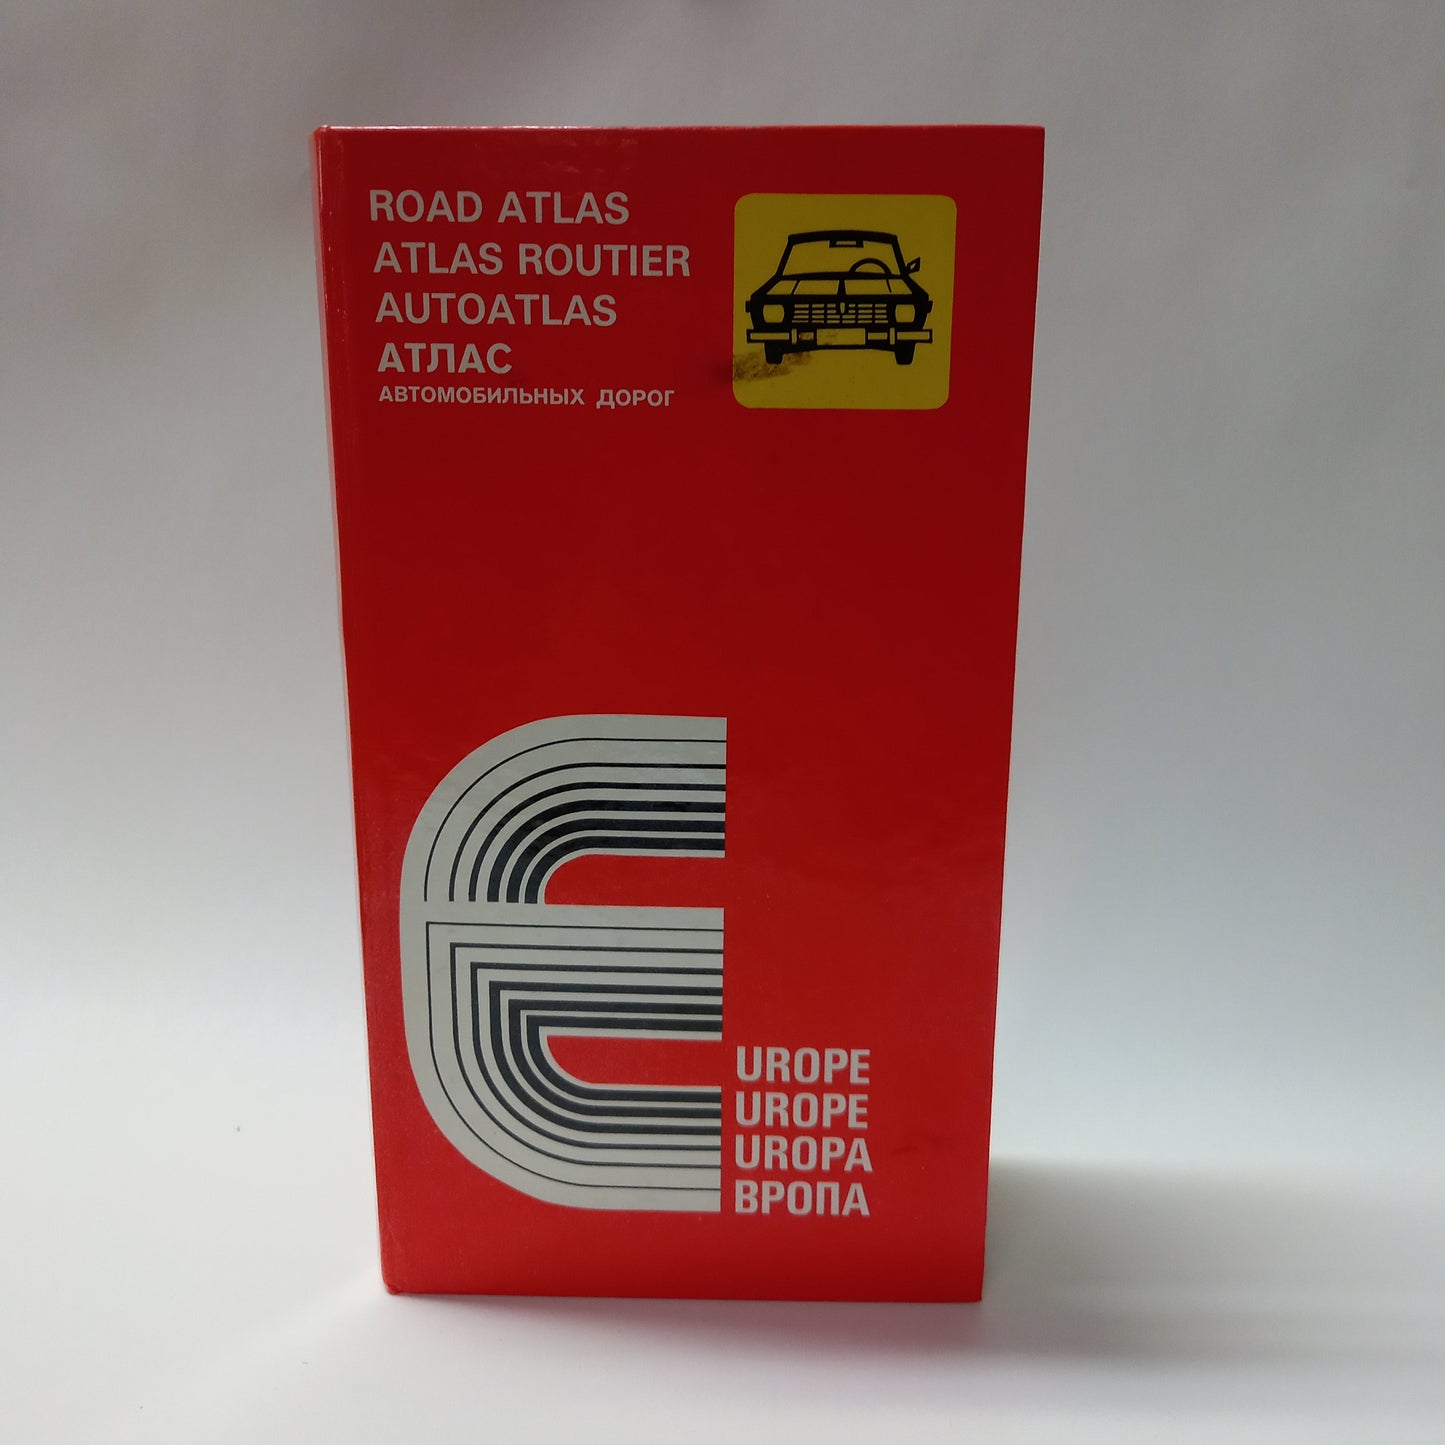 ROAD ATLAS
ATLAS ROUTIER
AUTOATLAS
АТЛАС
АВТОМОБИЛЬНЫХ ДОРОГ
E
UROPE
UROPE
UROPA
ВРОПА